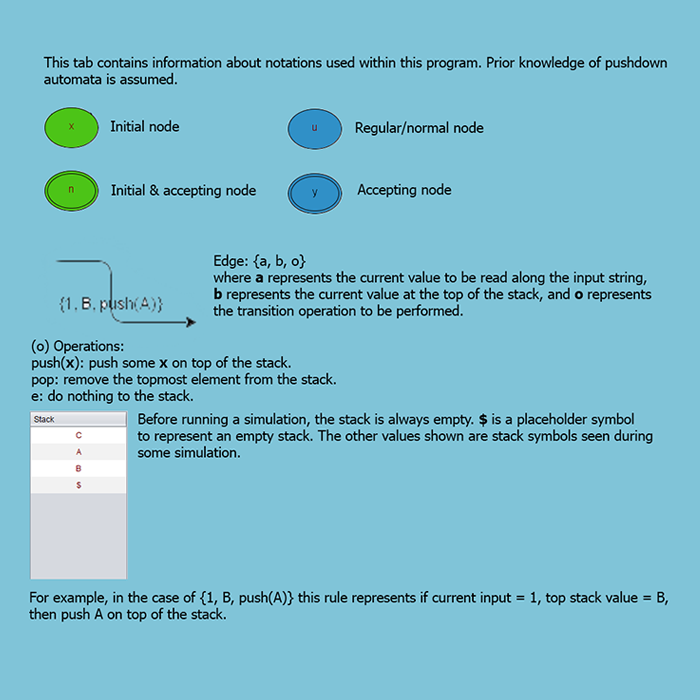 This tab contains information about notations used within this program. Prior knowledge of pushdown
automata is assumed.
x Initial node
u Regular/normal node
n Initial & accepting node
y Accepting node
Edge: {a, b, o}
where a represents the current value to be read along the input string,
b represents the current value at the top of the stack, and o represents
the transition operation to be performed.
{1, B, push(A)}
(o) Operations:
push(x): push some x on top of the stack.
pop: remove the topmost element from the stack.
e: do nothing to the stack.
Stack
C
A
B
$
Before running a simulation, the stack is always empty. $ is a placeholder symbol
to represent an empty stack. The other values shown are stack symbols seen during
some simulation.
For example, in the case of {1, B, push(A)} this rule represents if current input = 1, top stack value = B,
then push A on top of the stack.